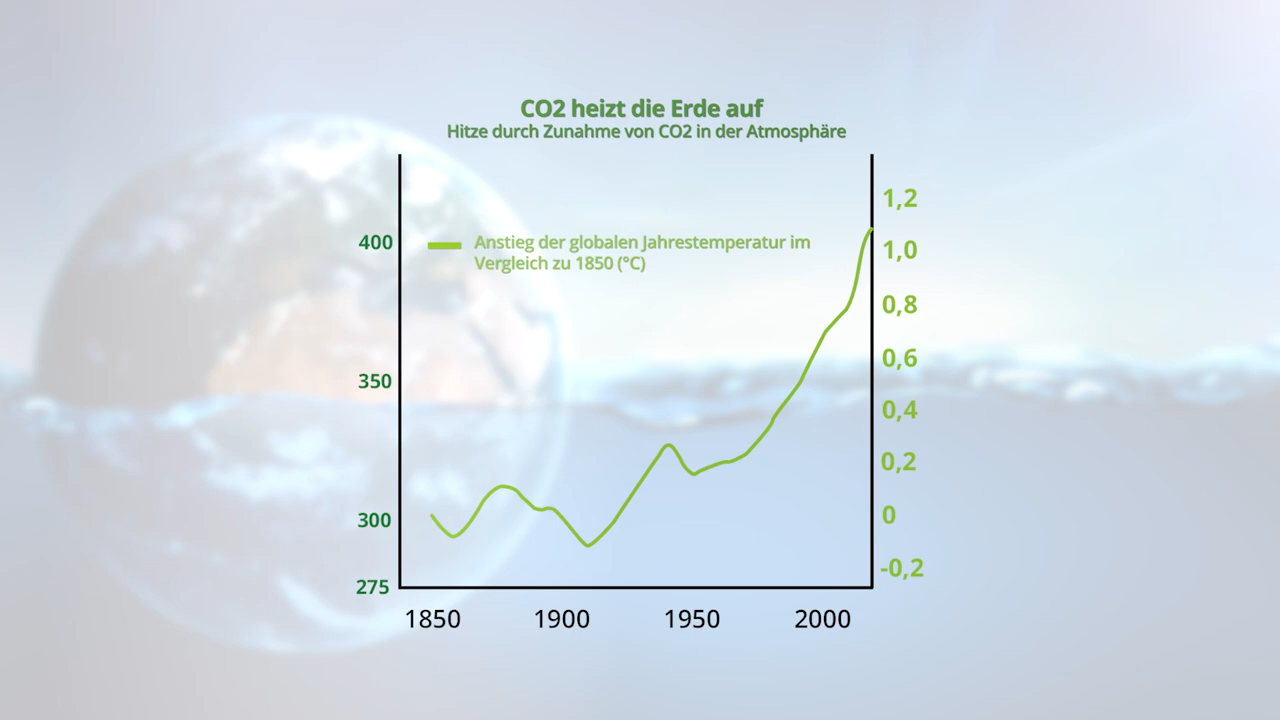 CO2 heizt die Erde auf
Hitze durch Zunahme von CO2 in der Atmosphäre
Anstieg der globalen Jahrestemperatur im
Vergleich zu 1850 (°C)
400
350
300
275
1,2
1,0
0,8
0,6
0,4
0,2
0
-0,2
1850 1900 1950 2000